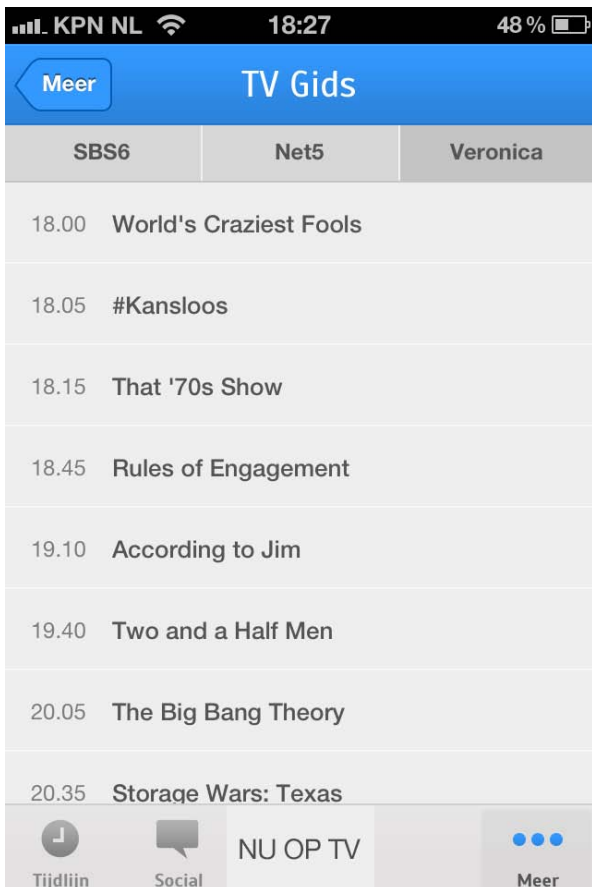 KPN NL 18:27 48 %
Meer TV Gids
SBS6 Net5 Veronica
18.00 World's Craziest Fools
18.05 #Kansloos
18.15 That '70s Show
18.45 Rules of Engagement
19.10 According to Jim
19.40 Two and a Half Men
20.05 The Big Bang Theory
20.35 Storage Wars: Texas
NU OP TV
Tijdlijn Social Meer